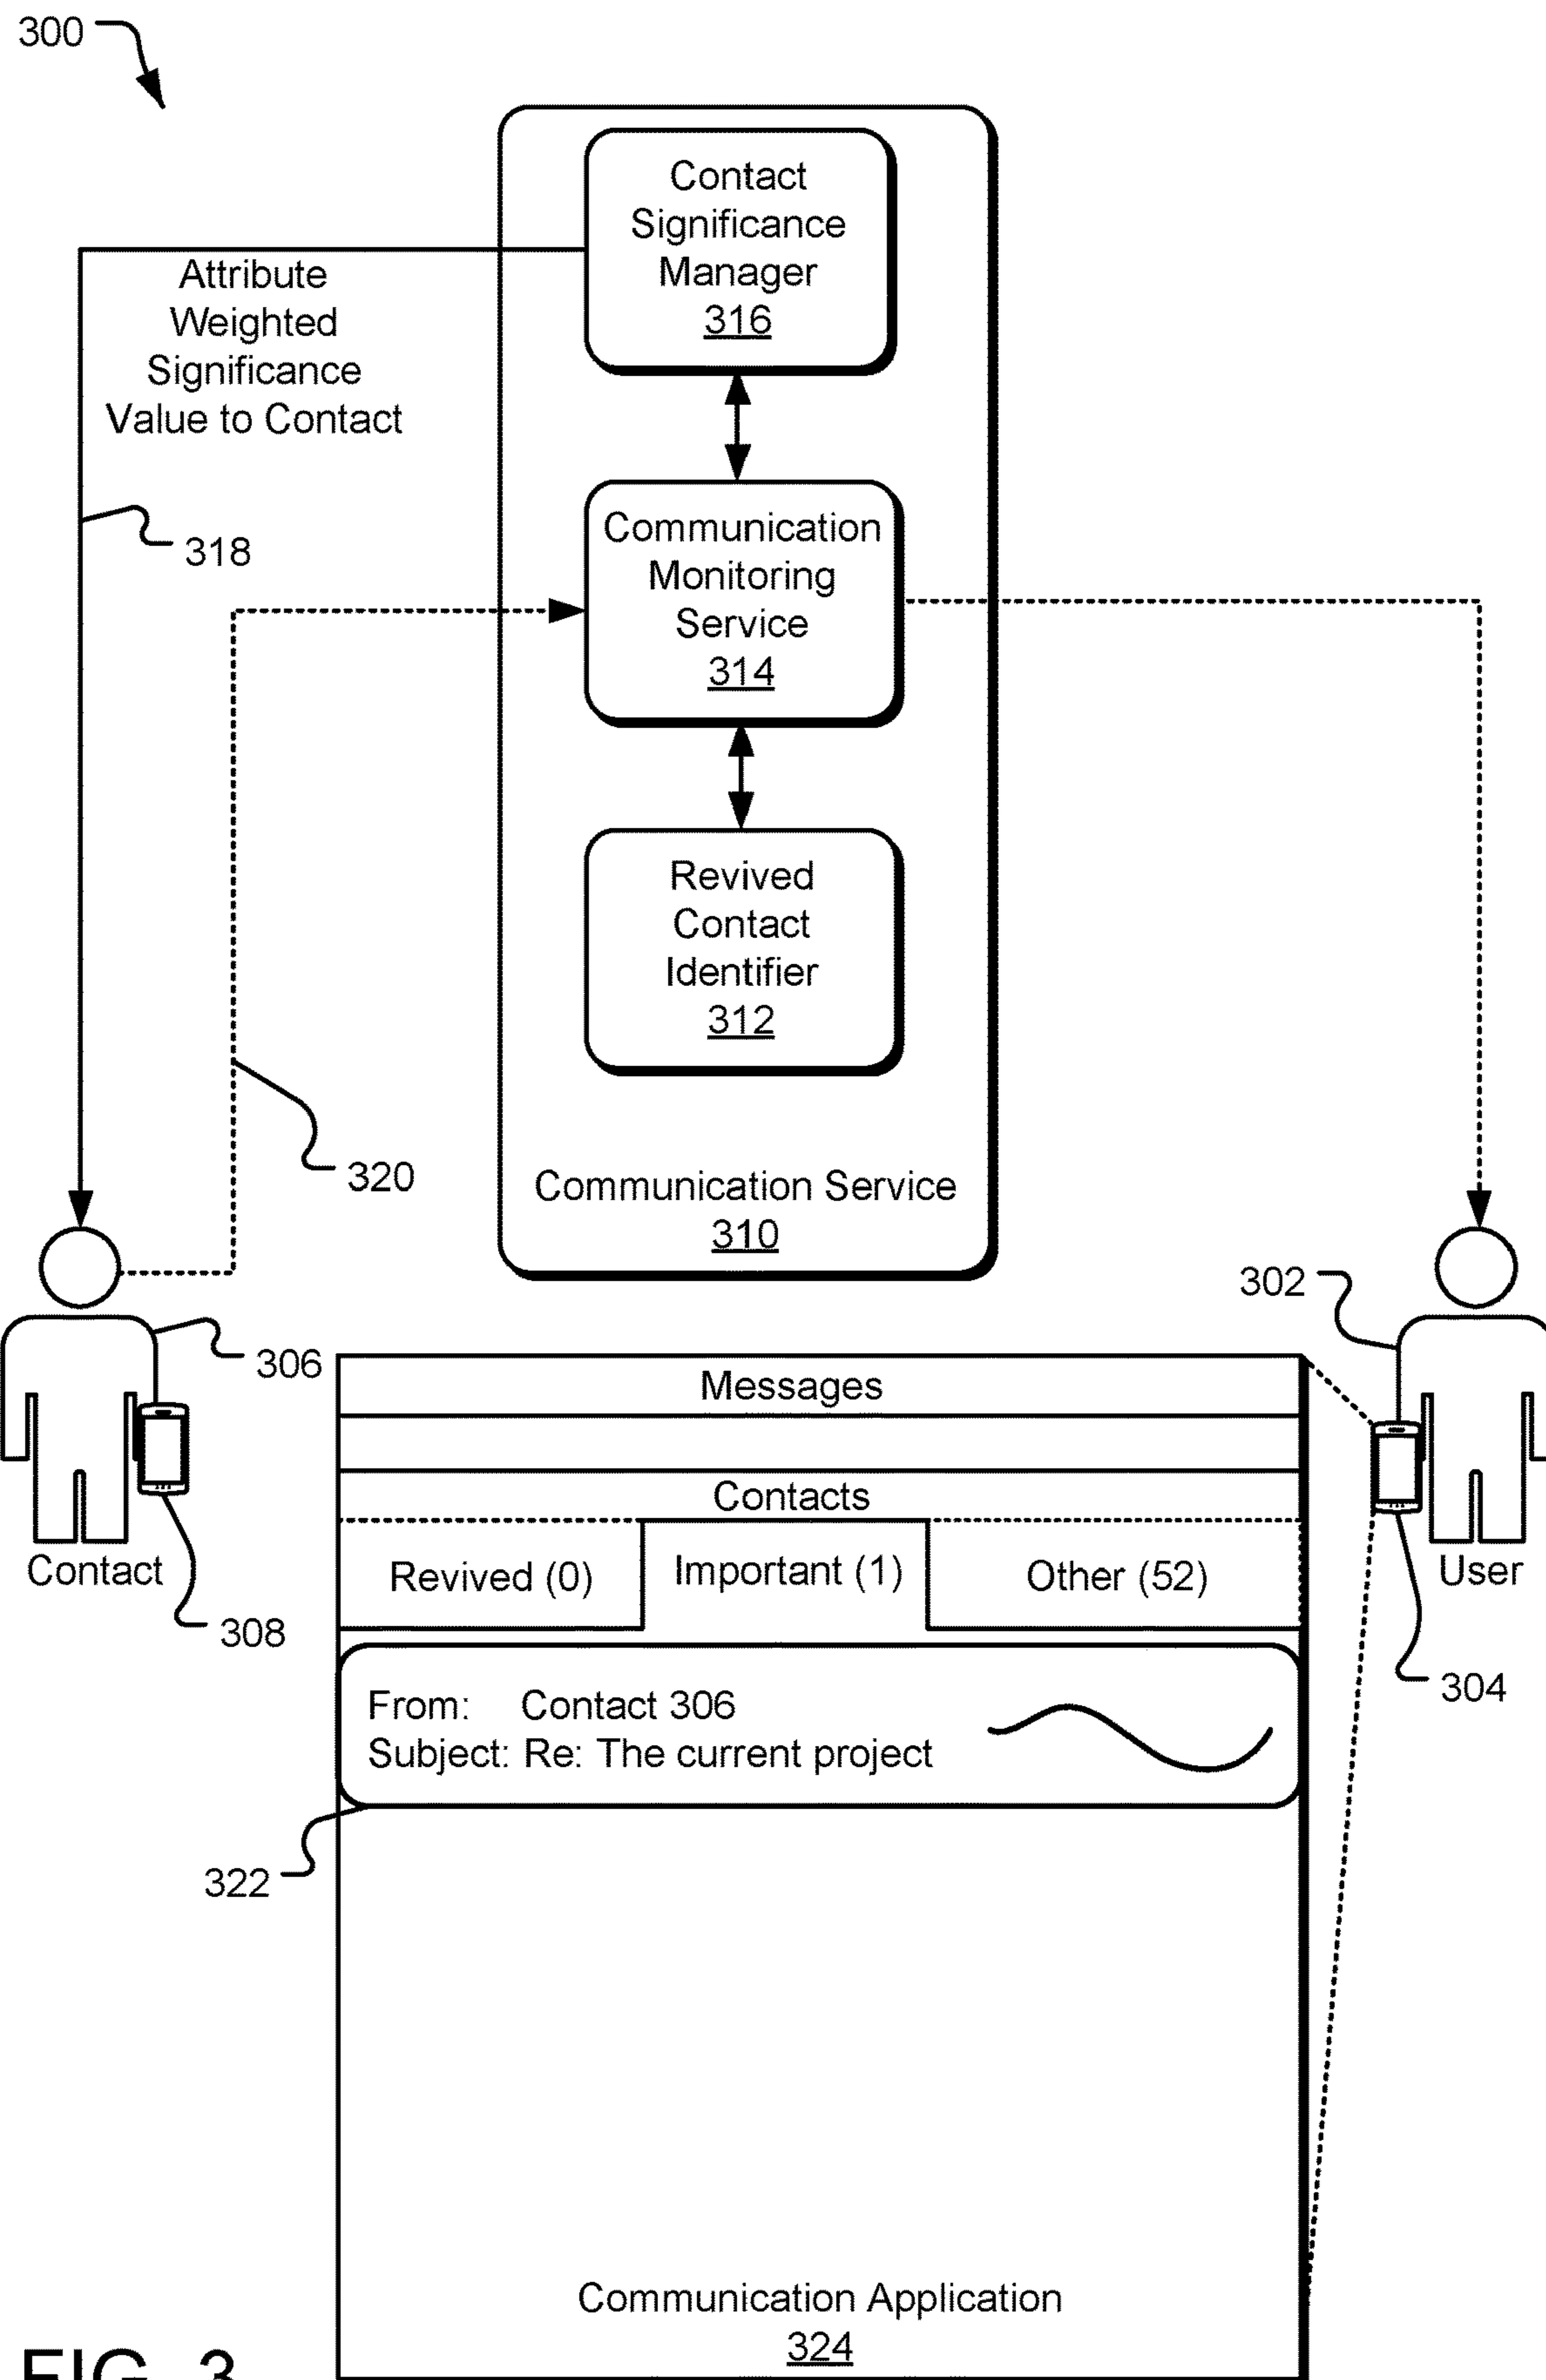 300
Contact
Significance
Manager
316
Attribute
Weighted
Significance
Value to Contact
318
Communication
Monitoring
Service
314
Revived
Contact
Identifier
312
320
Communication Service
310
302
306
Messages
Contacts
Revived (0)
Important (1)
Other (52)
Contact
User
308
304
From: Contact 306
Subject: Re: The current project
322
Communication Application
324
FIG. 3